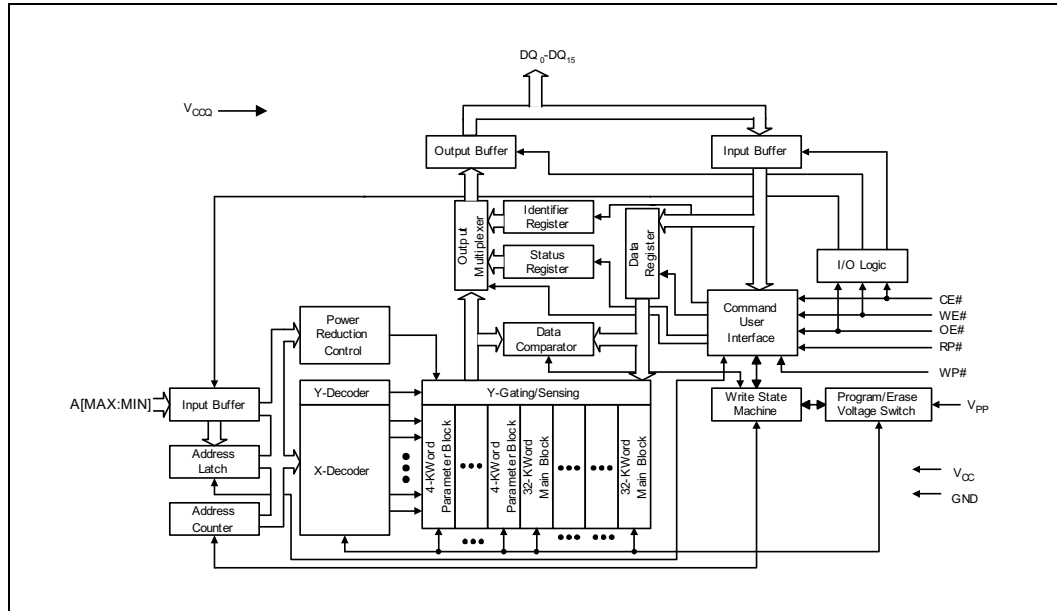 DQ0-DQ15
VCCQ
Output Buffer
Input Buffer
Output
Multiplexer
Identifier
Register
Status
Register
Data
Register
I/O Logic
Command
User
Interface
CE#
WE#
OE#
RP#
WP#
Power
Reduction
Control
Data
Comparator
A[MAX:MIN]
Input Buffer
Y-Decoder
Y-Gating/Sensing
Write State
Machine
Program/Erase
Voltage Switch
VPP
Address
Latch
X-Decoder
4-KWord
Parameter Block
4-KWord
Parameter Block
32-KWord
Main Block
32-KWord
Main Block
VCC
GND
Address
Counter